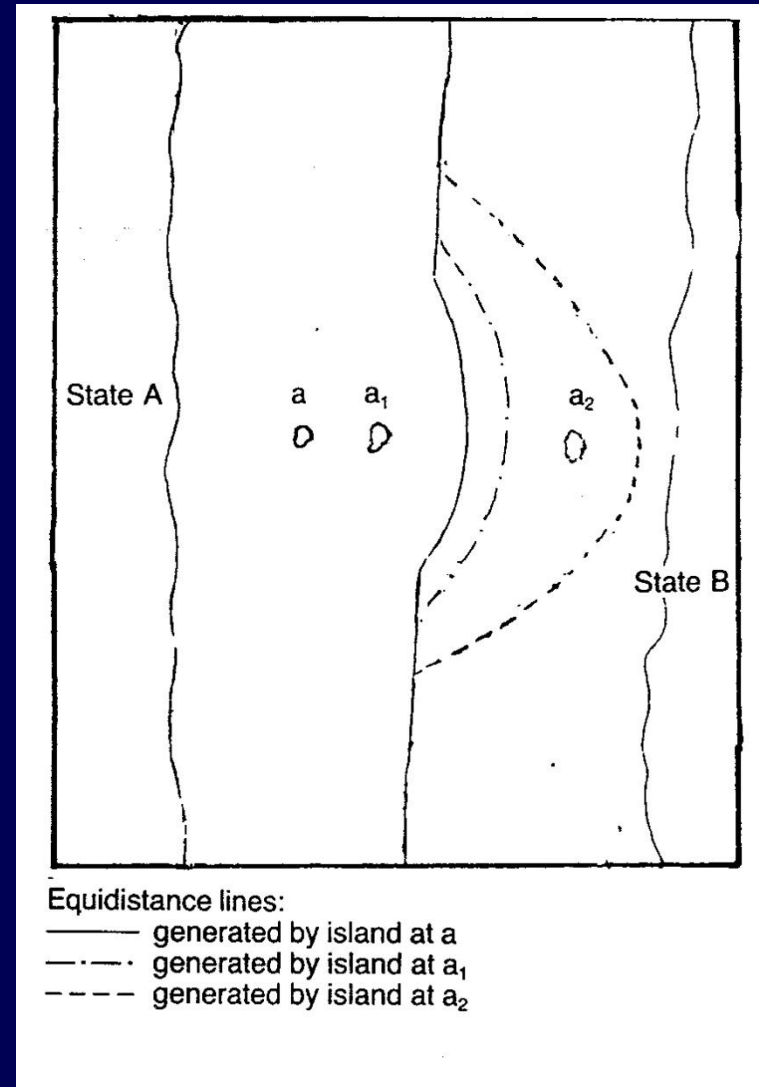 State A
a
a₁
a₂
State B
Equidistance lines:
generated by island at a
generated by island at a₁
generated by island at a₂